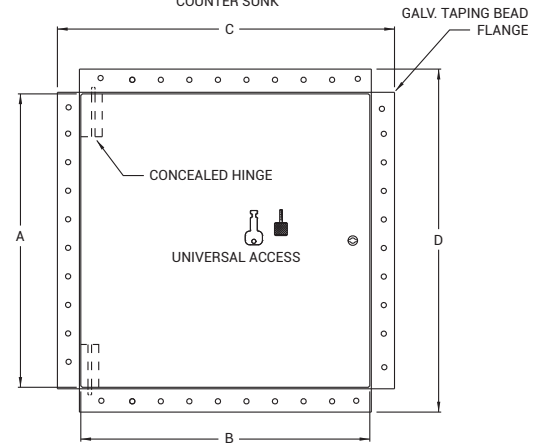 COUNTER SUNK
GALV. TAPING BEAD
FLANGE
C
CONCEALED HINGE
A
D
UNIVERSAL ACCESS
B